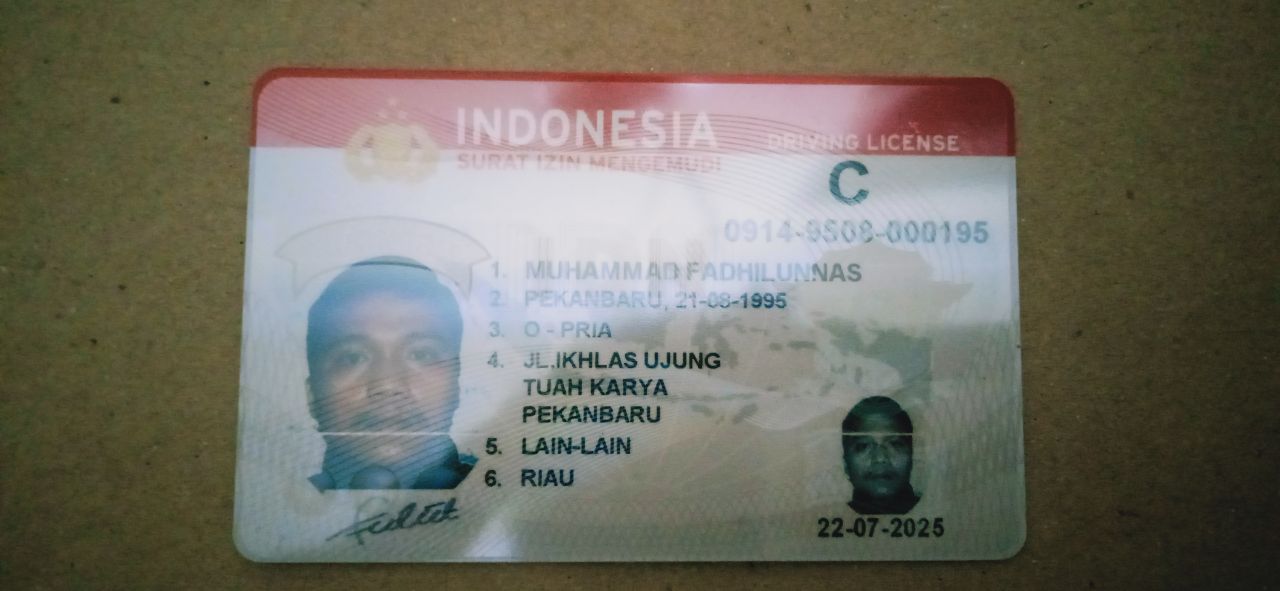 INDONESIA
SURAT IZIN MENGEMUDI
DRIVING LICENSE
C
0914-9508-000195
1. MUHAMMAD FADHILUNNAS
2. PEKANBARU, 21-08-1995
3. O - PRIA
4. JL.IKHLAS UJUNG
TUAH KARYA
PEKANBARU
5. LAIN-LAIN
6. RIAU
22-07-2025